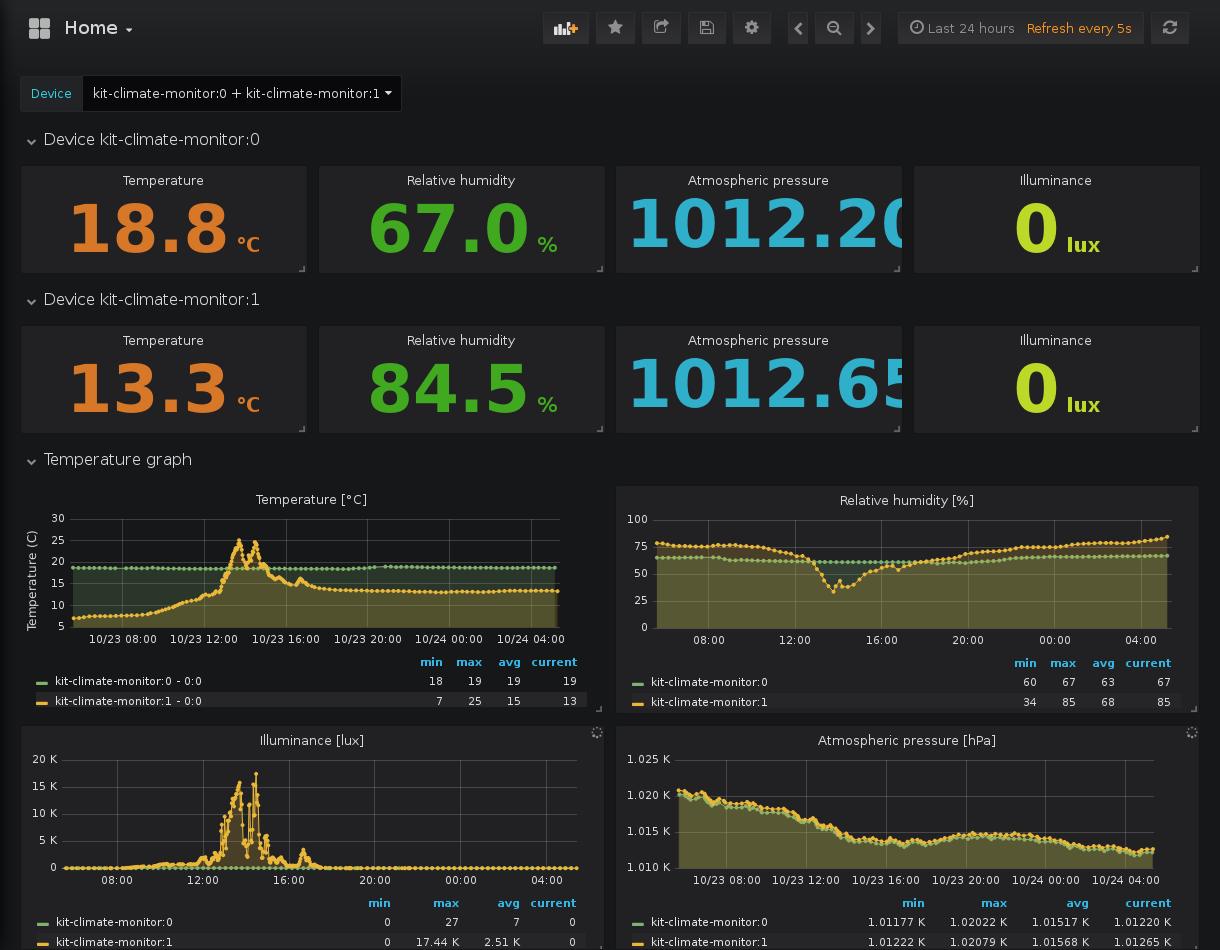 Home
Last 24 hours Refresh every 5s
Device kit-climate-monitor:0 + kit-climate-monitor:1
Device kit-climate-monitor:0
Temperature Relative humidity Atmospheric pressure Illuminance
18.8 °C 67.0 % 1012.20 0 lux
Device kit-climate-monitor:1
Temperature Relative humidity Atmospheric pressure Illuminance
13.3 °C 84.5 % 1012.65 0 lux
Temperature graph
Temperature [°C]
Temperature (C)
30
25
20
15
10
5
10/23 08:00 10/23 12:00 10/23 16:00 10/23 20:00 10/24 00:00 10/24 04:00
min max avg current
kit-climate-monitor:0 - 0:0 18 19 19 19
kit-climate-monitor:1 - 0:0 7 25 15 13
Relative humidity [%]
100
75
50
25
0
08:00 12:00 16:00 20:00 00:00 04:00
min max avg current
kit-climate-monitor:0 60 67 63 67
kit-climate-monitor:1 34 85 68 85
Illuminance [lux]
20 K
15 K
10 K
5 K
0
08:00 12:00 16:00 20:00 00:00 04:00
min max avg current
kit-climate-monitor:0 0 27 7 0
kit-climate-monitor:1 0 17.44 K 2.51 K 0
Atmospheric pressure [hPa]
1.025 K
1.020 K
1.015 K
1.010 K
10/23 08:00 10/23 12:00 10/23 16:00 10/23 20:00 10/24 00:00 10/24 04:00
min max avg current
kit-climate-monitor:0 1.01177 K 1.02022 K 1.01517 K 1.01220 K
kit-climate-monitor:1 1.01222 K 1.02079 K 1.01568 K 1.01265 K